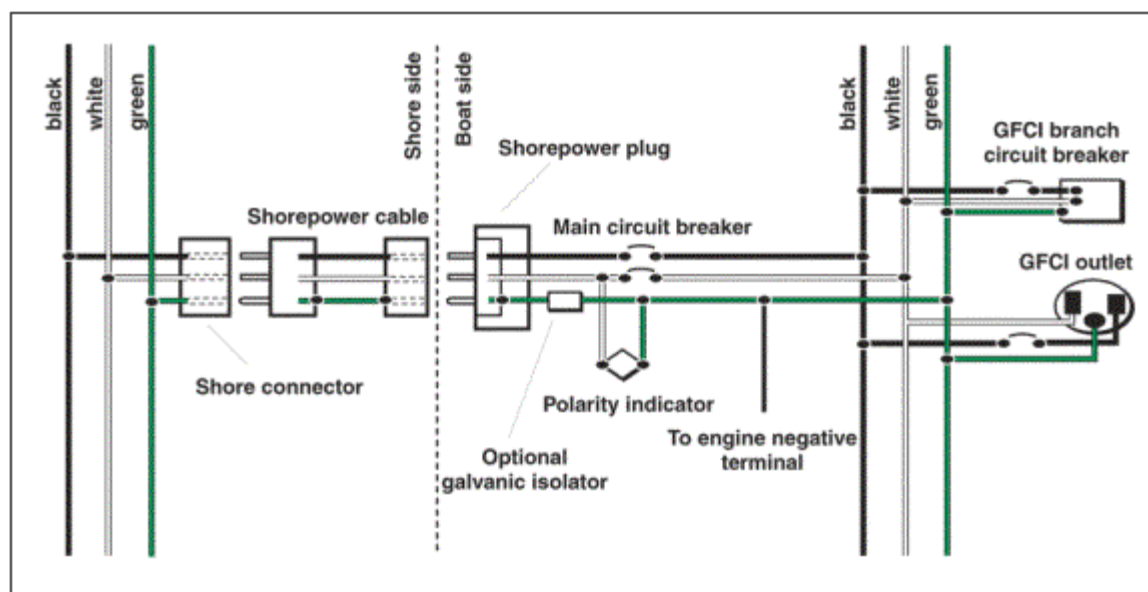 black
white
green
Shore side
Boat side
black
white
green
GFCI branch
circuit breaker
Shorepower plug
Shorepower cable
Main circuit breaker
GFCI outlet
Shore connector
Polarity indicator
Optional
galvanic isolator
To engine negative
terminal